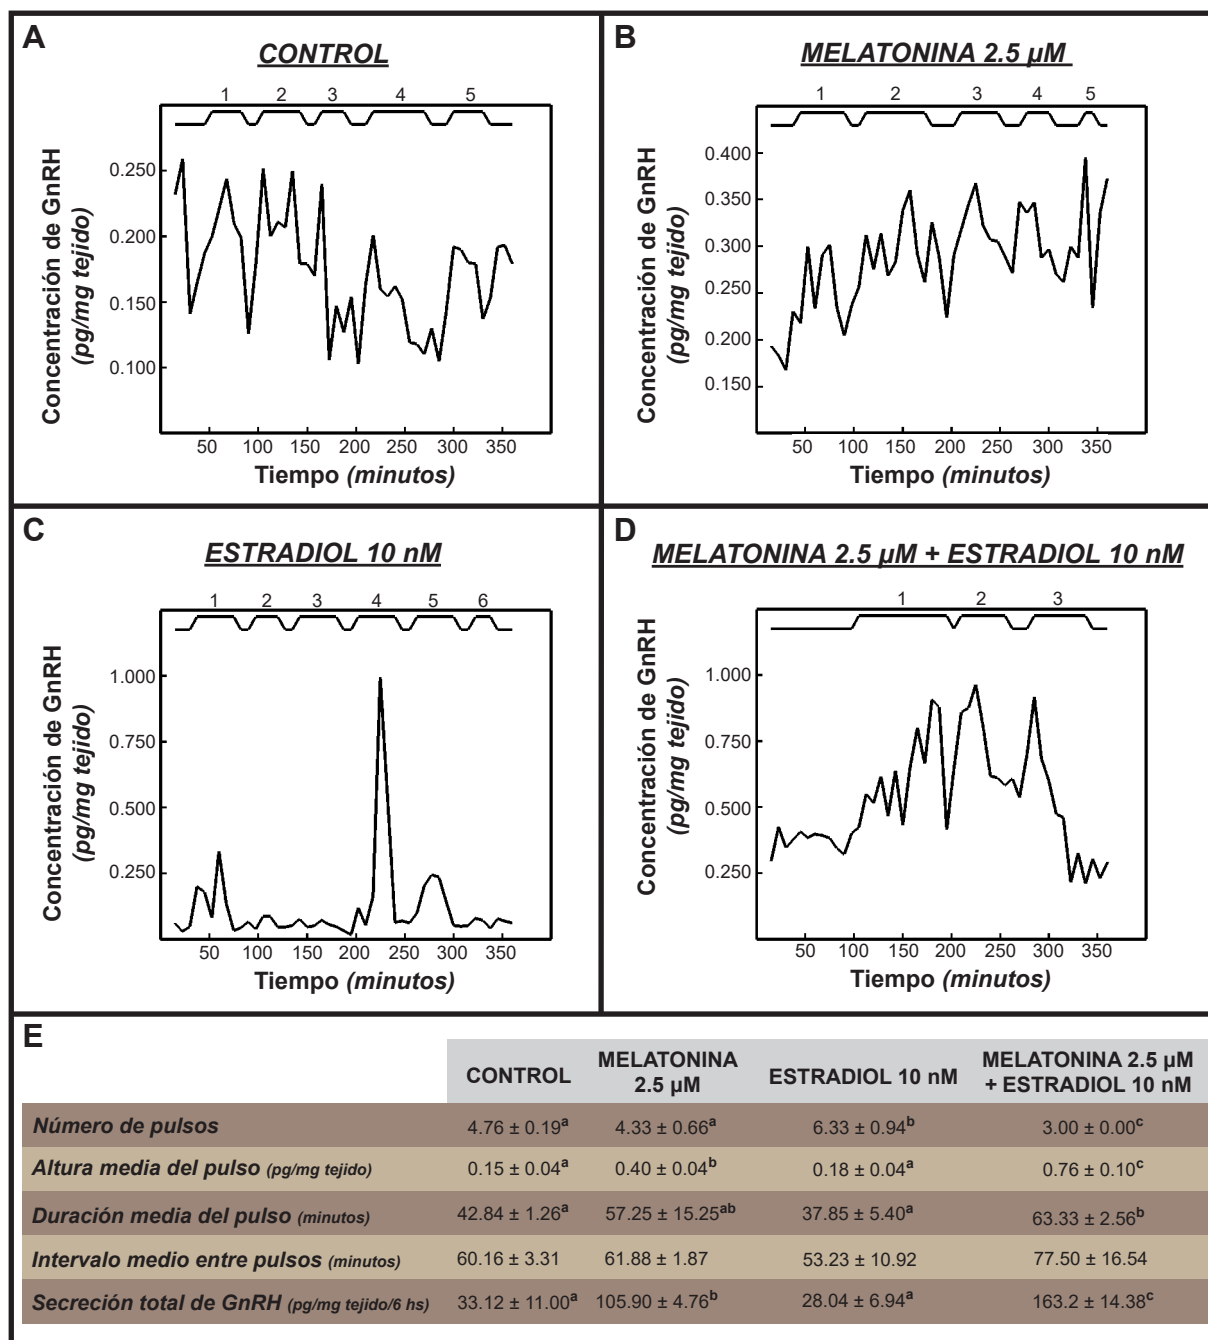 A
CONTROL
1 2 3 4 5
Concentración de GnRH
(pg/mg tejido)
0.250
0.200
0.150
0.100
50 100 150 200 250 300 350
Tiempo (minutos)
B
MELATONINA 2.5 µM
1 2 3 4 5
Concentración de GnRH
(pg/mg tejido)
0.400
0.350
0.300
0.250
0.200
0.150
50 100 150 200 250 300 350
Tiempo (minutos)
C
ESTRADIOL 10 nM
1 2 3 4 5 6
Concentración de GnRH
(pg/mg tejido)
1.000
0.750
0.500
0.250
50 100 150 200 250 300 350
Tiempo (minutos)
D
MELATONINA 2.5 µM + ESTRADIOL 10 nM
1 2 3
Concentración de GnRH
(pg/mg tejido)
1.000
0.750
0.500
0.250
50 100 150 200 250 300 350
Tiempo (minutos)
E
CONTROL
MELATONINA
2.5 µM
ESTRADIOL 10 nM
MELATONINA 2.5 µM
+ ESTRADIOL 10 nM
Número de pulsos 4.76 ± 0.19a 4.33 ± 0.66a 6.33 ± 0.94b 3.00 ± 0.00c
Altura media del pulso (pg/mg tejido) 0.15 ± 0.04a 0.40 ± 0.04b 0.18 ± 0.04a 0.76 ± 0.10c
Duración media del pulso (minutos) 42.84 ± 1.26a 57.25 ± 15.25ab 37.85 ± 5.40a 63.33 ± 2.56b
Intervalo medio entre pulsos (minutos) 60.16 ± 3.31 61.88 ± 1.87 53.23 ± 10.92 77.50 ± 16.54
Secreción total de GnRH (pg/mg tejido/6 hs) 33.12 ± 11.00a 105.90 ± 4.76b 28.04 ± 6.94a 163.2 ± 14.38c